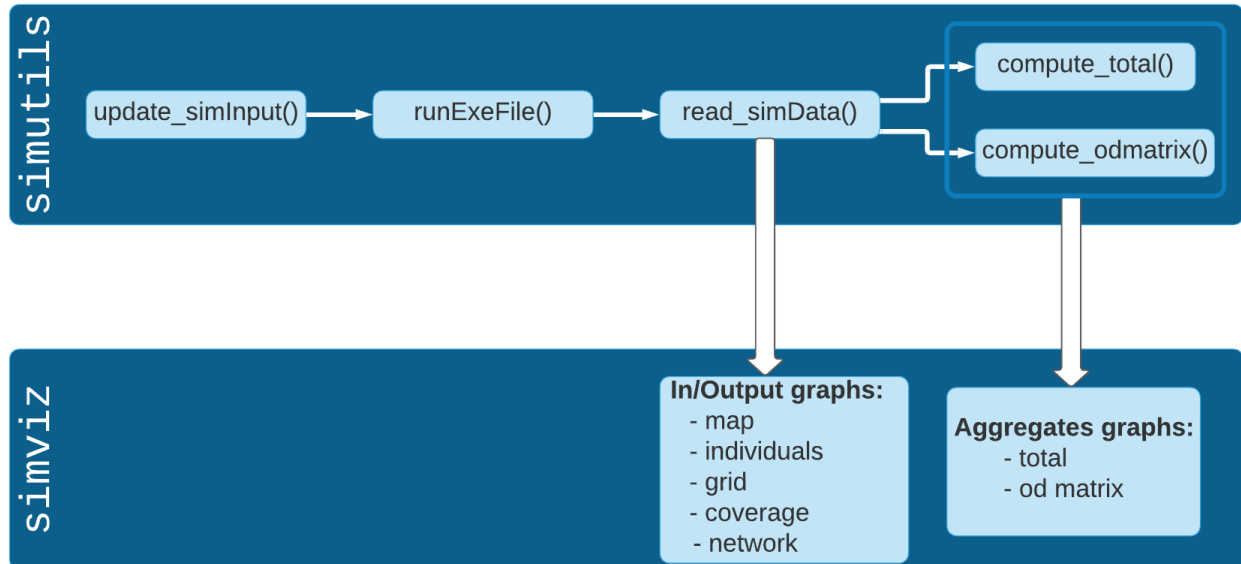 simutils
update_simInput()
runExeFile()
read_simData()
compute_total()
compute_odmatrix()
simviz
In/Output graphs:
- map
- individuals
- grid
- coverage
- network
Aggregates graphs:
- total
- od matrix